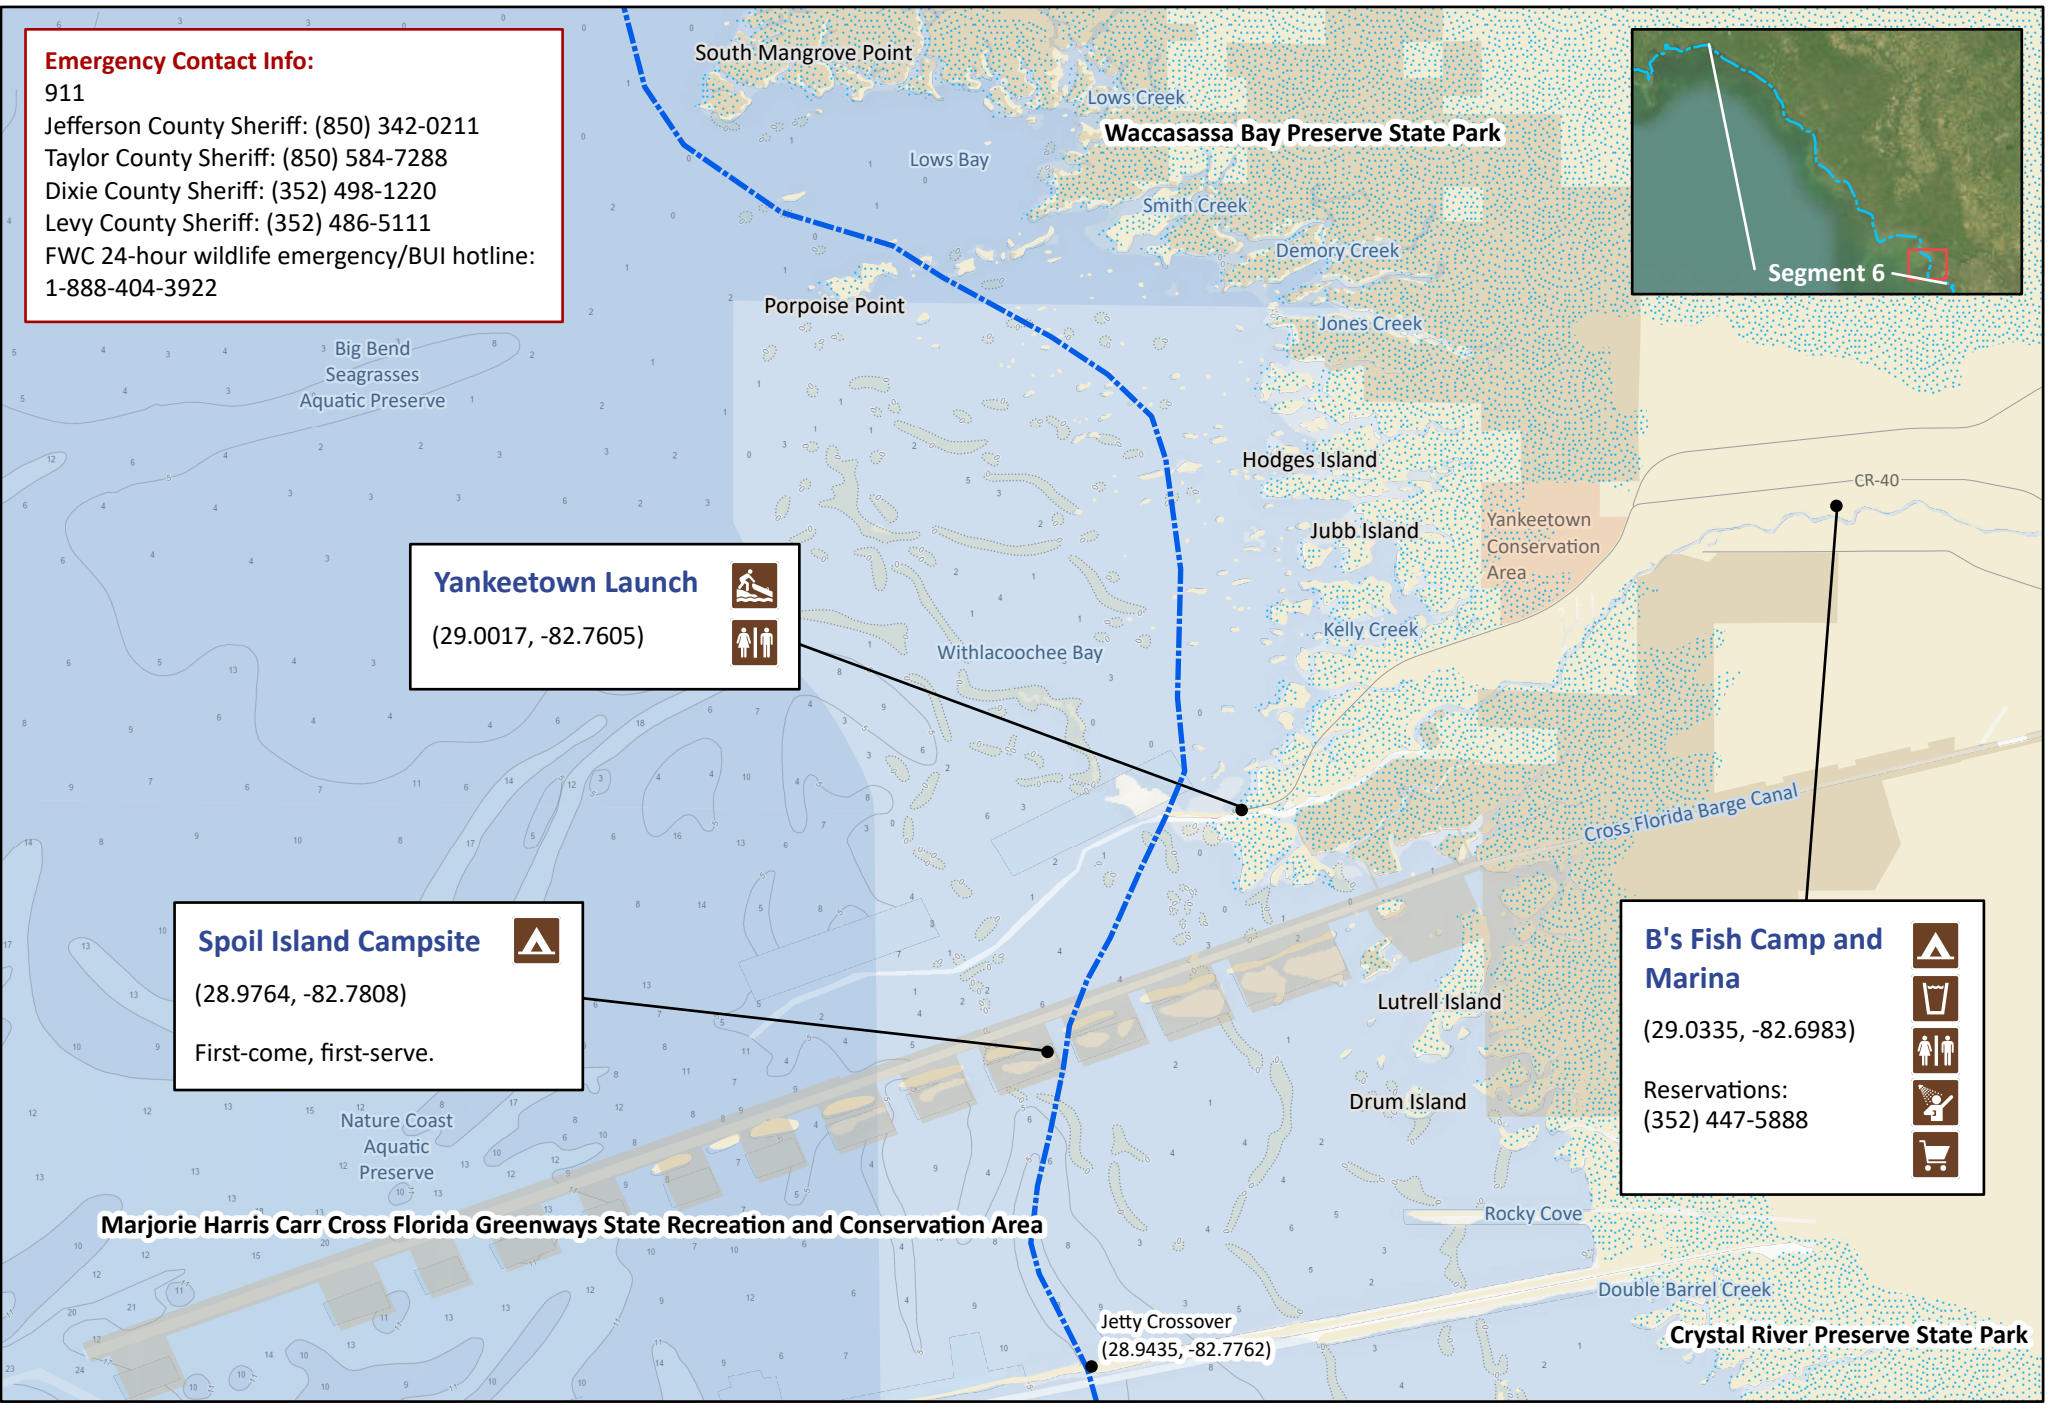 Emergency Contact Info:
911
Jefferson County Sheriff: (850) 342-0211
Taylor County Sheriff: (850) 584-7288
Dixie County Sheriff: (352) 498-1220
Levy County Sheriff: (352) 486-5111
FWC 24-hour wildlife emergency/BUI hotline:
1-888-404-3922
South Mangrove Point
Lows Creek
Waccasassa Bay Preserve State Park
Lows Bay
Smith Creek
Demory Creek
Segment 6
Porpoise Point
Jones Creek
Big Bend
Seagrasses
Aquatic Preserve
Hodges Island
CR-40
Jubb Island
Yankeetown
Conservation
Area
Yankeetown Launch
(29.0017, -82.7605)
Kelly Creek
Withlacoochee Bay
Cross Florida Barge Canal
Spoil Island Campsite
(28.9764, -82.7808)
First-come, first-serve.
B's Fish Camp and
Marina
(29.0335, -82.6983)
Reservations:
(352) 447-5888
Lutrell Island
Drum Island
Nature Coast
Aquatic
Preserve
Rocky Cove
Marjorie Harris Carr Cross Florida Greenways State Recreation and Conservation Area
Double Barrel Creek
Jetty Crossover
(28.9435, -82.7762)
Crystal River Preserve State Park